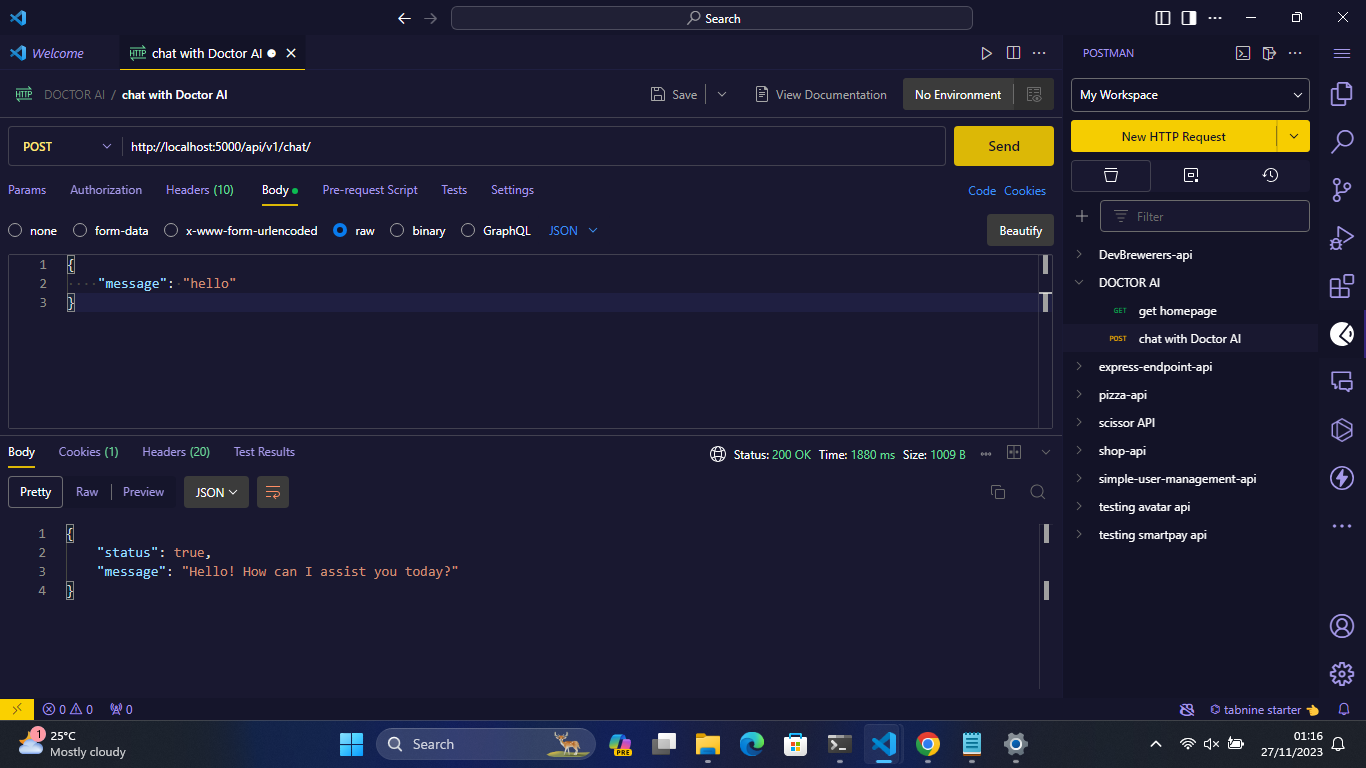 Search
Welcome
HTTP chat with Doctor AI
POSTMAN
HTTP DOCTOR AI / chat with Doctor AI
Save
View Documentation
No Environment
My Workspace
POST
http://localhost:5000/api/v1/chat/
Send
New HTTP Request
Params
Authorization
Headers (10)
Body
Pre-request Script
Tests
Settings
Code
Cookies
none
form-data
x-www-form-urlencoded
raw
binary
GraphQL
JSON
Beautify
Filter
1 {
2 ····"message":·"hello"
3 }
DevBrewerers-api
DOCTOR AI
GET get homepage
POST chat with Doctor AI
express-endpoint-api
pizza-api
scissor API
shop-api
simple-user-management-api
testing avatar api
testing smartpay api
Body
Cookies (1)
Headers (20)
Test Results
Status: 200 OK Time: 1880 ms Size: 1009 B
Pretty
Raw
Preview
JSON
1 {
2 "status": true,
3 "message": "Hello! How can I assist you today?"
4 }
0 0 0
tabnine starter
1
25°C
Mostly cloudy
Search
PRE
01:16
27/11/2023